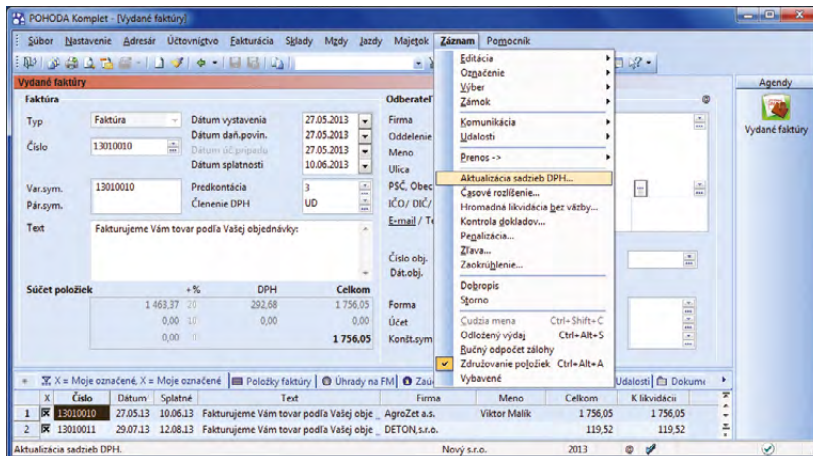 POHODA Komplet - [Vydané faktúry]
Súbor Nastavenie Adresár Účtovníctvo Fakturácia Sklady Mzdy Jazdy Majetok Záznam Pomocník
Vydané faktúry
Faktúra
Typ Faktúra
Číslo 13010010
Dátum vystavenia 27.05.2013
Dátum daň.povin. 27.05.2013
Dátum úč.prípadu 27.05.2013
Dátum splatnosti 10.06.2013
Var.sym. 13010010
Pár.sym.
Predkontácia 3
Členenie DPH UD
Text Fakturujeme Vám tovar podľa Vašej objednávky:
Súčet položiek +% DPH Celkom
1 463,37 20 292,68 1 756,05
0,00 10 0,00 0,00
0,00 0 1 756,05
Odberateľ
Firma
Oddelenie
Meno
Ulica
PSČ, Obec
IČO/ DIČ/
E-mail / Te
Číslo obj.
Dát.obj.
Forma
Účet
Konšt.sym
Editácia
Označenie
Výber
Zámok
Komunikácia
Udalosti
Prenos ->
Aktualizácia sadzieb DPH...
Časové rozlíšenie...
Hromadná likvidácia bez väzby...
Kontrola dokladov...
Penalizácia...
Zľava...
Zaokrúhlenie...
Dobropis
Storno
Cudzia mena Ctrl+Shift+C
Odložený výdaj Ctrl+Alt+S
Ručný odpočet zálohy
Združovanie položiek Ctrl+Alt+A
Vybavené
Agendy
Vydané faktúry
X = Moje označené, X = Moje označené Položky faktúry Úhrady na FM Zaú Udalosti Dokume
X Číslo Dátum Splatné Text Firma Meno Celkom K likvidácii
1 13010010 27.05.13 10.06.13 Fakturujeme Vám tovar podľa Vašej obje AgroZet a.s. Viktor Malík 1 756,05 1 756,05
2 13010011 29.07.13 12.08.13 Fakturujeme Vám tovar podľa Vašej obje DETON,s.r.o. 119,52 119,52
Aktualizácia sadzieb DPH. Nový s.r.o. 2013